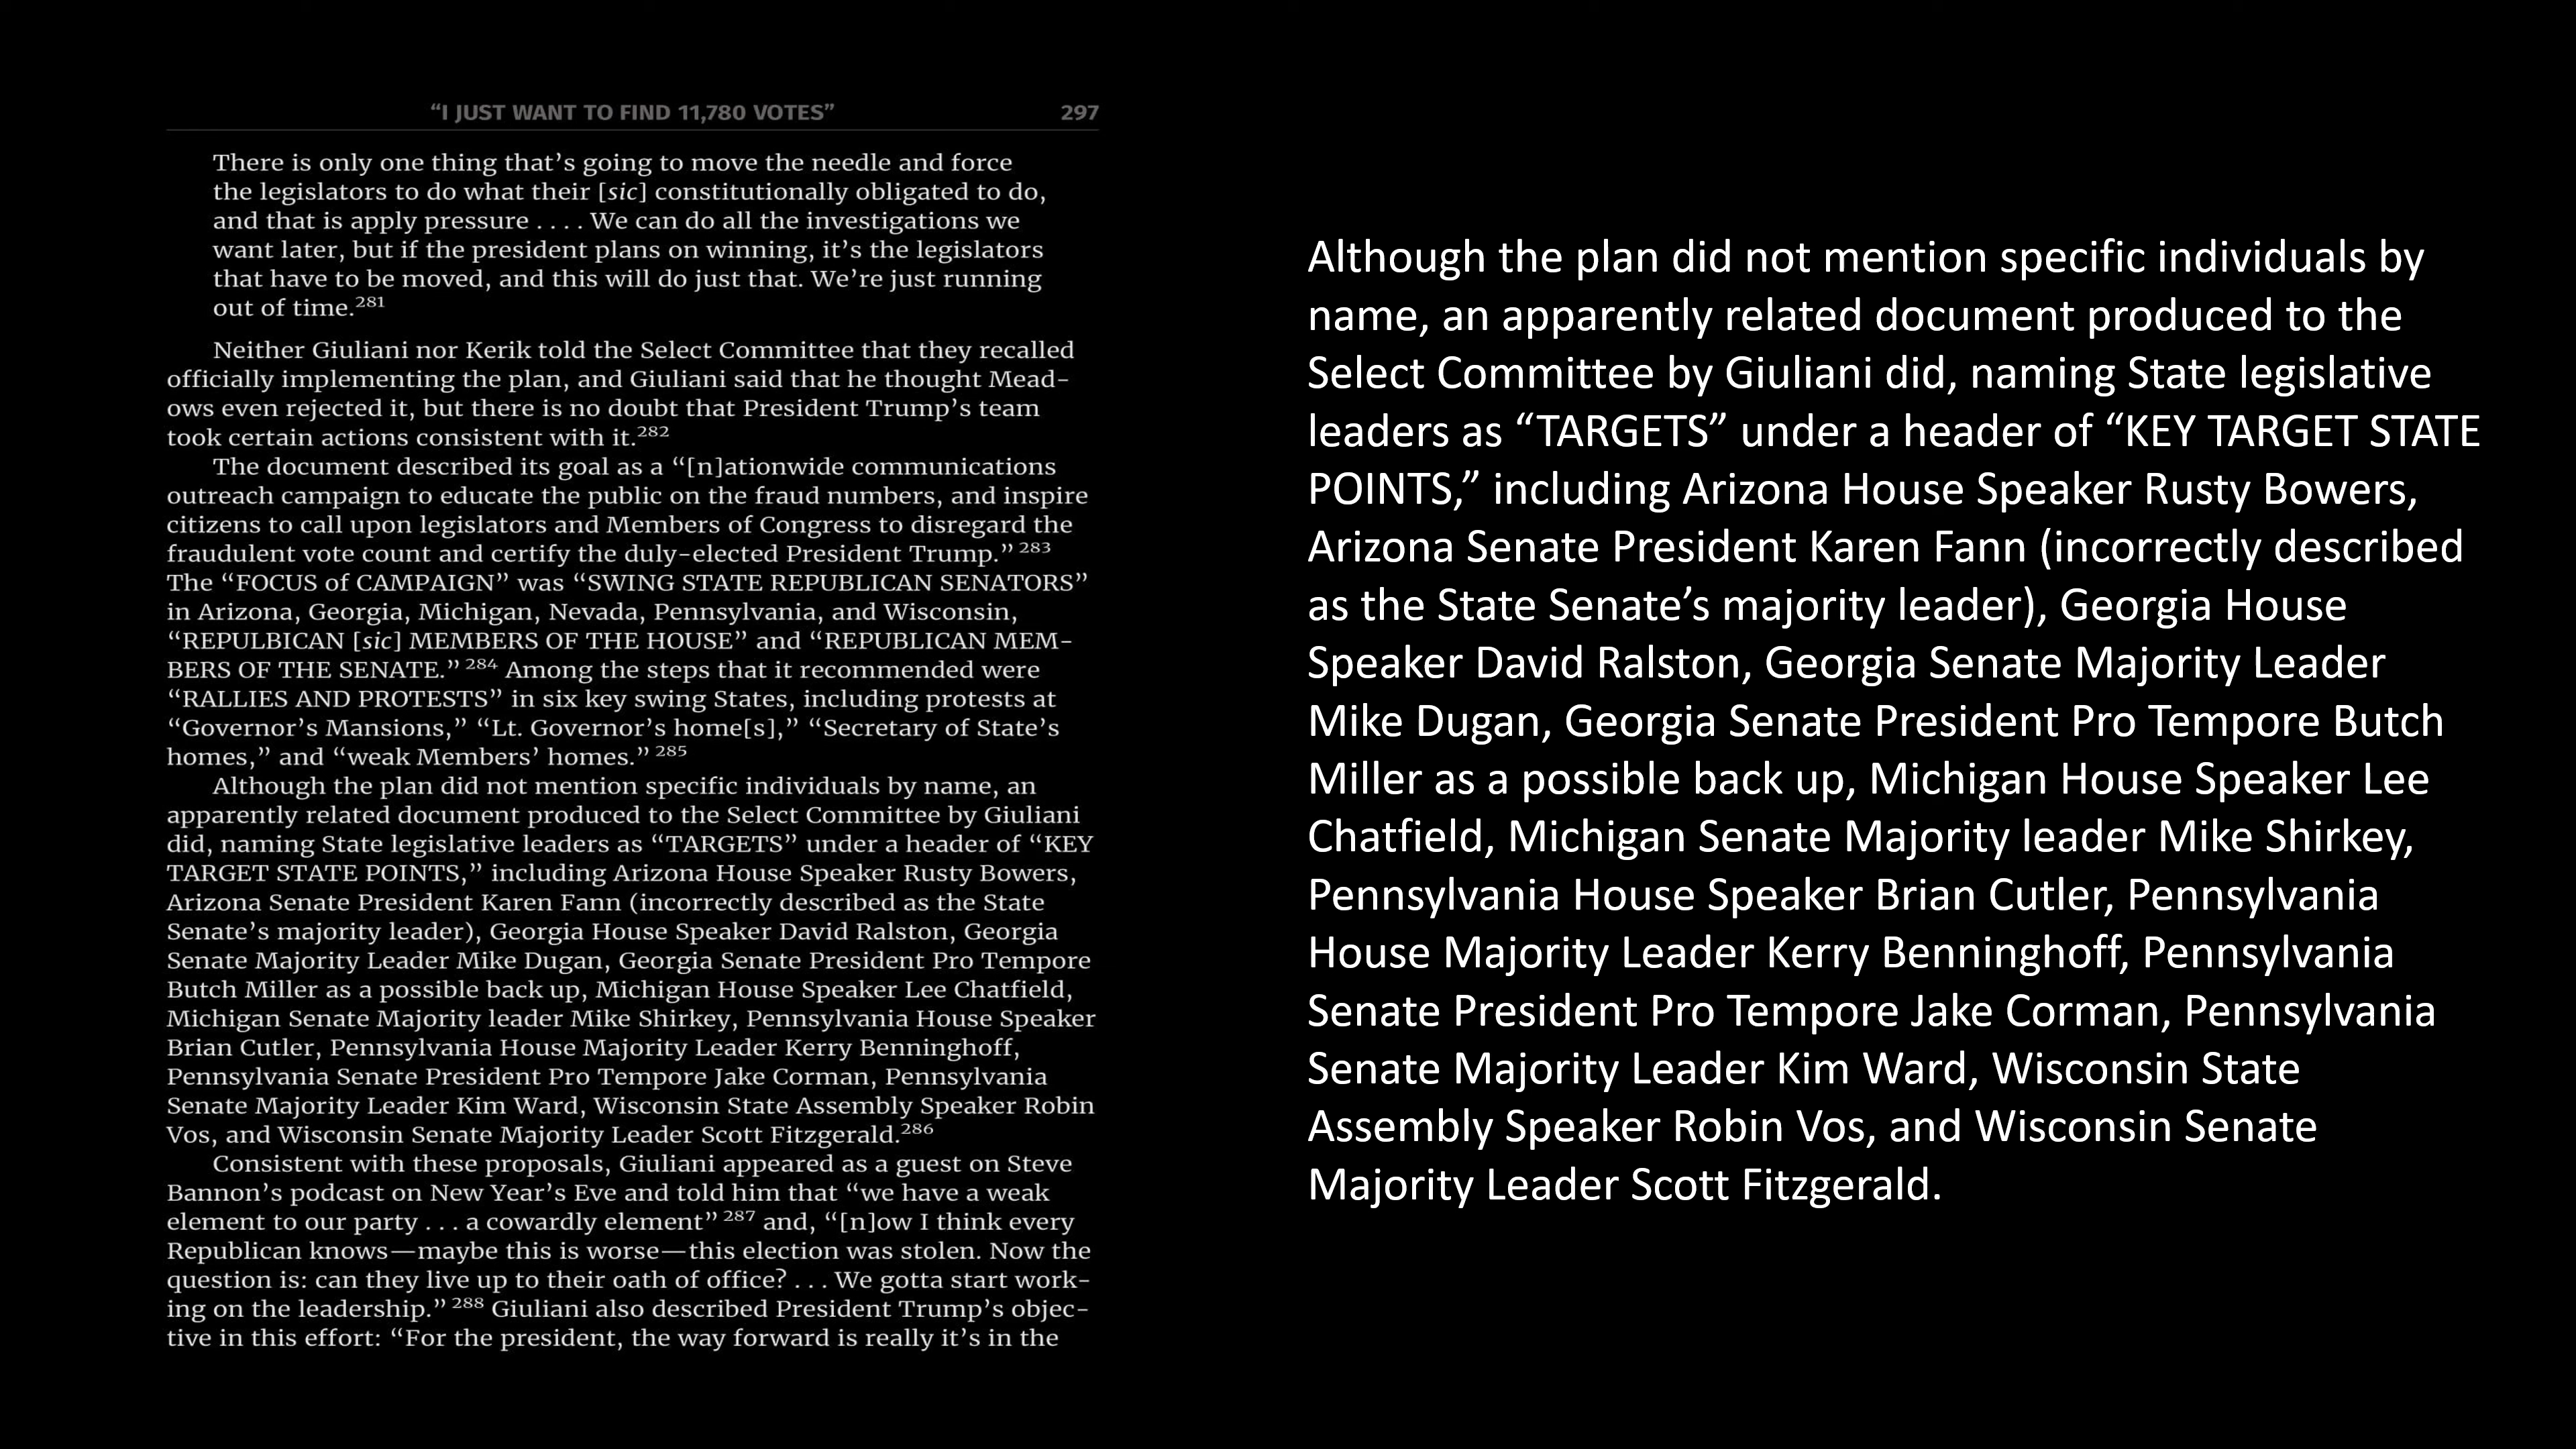 “I JUST WANT TO FIND 11,780 VOTES” 297
There is only one thing that’s going to move the needle and force
the legislators to do what their [sic] constitutionally obligated to do,
and that is apply pressure . . . . We can do all the investigations we
want later, but if the president plans on winning, it’s the legislators
that have to be moved, and this will do just that. We’re just running
out of time.281
Neither Giuliani nor Kerik told the Select Committee that they recalled
officially implementing the plan, and Giuliani said that he thought Mead-
ows even rejected it, but there is no doubt that President Trump’s team
took certain actions consistent with it.282
The document described its goal as a “[n]ationwide communications
outreach campaign to educate the public on the fraud numbers, and inspire
citizens to call upon legislators and Members of Congress to disregard the
fraudulent vote count and certify the duly-elected President Trump.” 283
The “FOCUS of CAMPAIGN” was “SWING STATE REPUBLICAN SENATORS”
in Arizona, Georgia, Michigan, Nevada, Pennsylvania, and Wisconsin,
“REPULBICAN [sic] MEMBERS OF THE HOUSE” and “REPUBLICAN MEM-
BERS OF THE SENATE.” 284 Among the steps that it recommended were
“RALLIES AND PROTESTS” in six key swing States, including protests at
“Governor’s Mansions,” “Lt. Governor’s home[s],” “Secretary of State’s
homes,” and “weak Members’ homes.” 285
Although the plan did not mention specific individuals by name, an
apparently related document produced to the Select Committee by Giuliani
did, naming State legislative leaders as “TARGETS” under a header of “KEY
TARGET STATE POINTS,” including Arizona House Speaker Rusty Bowers,
Arizona Senate President Karen Fann (incorrectly described as the State
Senate’s majority leader), Georgia House Speaker David Ralston, Georgia
Senate Majority Leader Mike Dugan, Georgia Senate President Pro Tempore
Butch Miller as a possible back up, Michigan House Speaker Lee Chatfield,
Michigan Senate Majority leader Mike Shirkey, Pennsylvania House Speaker
Brian Cutler, Pennsylvania House Majority Leader Kerry Benninghoff,
Pennsylvania Senate President Pro Tempore Jake Corman, Pennsylvania
Senate Majority Leader Kim Ward, Wisconsin State Assembly Speaker Robin
Vos, and Wisconsin Senate Majority Leader Scott Fitzgerald.286
Consistent with these proposals, Giuliani appeared as a guest on Steve
Bannon’s podcast on New Year’s Eve and told him that “we have a weak
element to our party . . . a cowardly element” 287 and, “[n]ow I think every
Republican knows—maybe this is worse—this election was stolen. Now the
question is: can they live up to their oath of office? . . . We gotta start work-
ing on the leadership.” 288 Giuliani also described President Trump’s objec-
tive in this effort: “For the president, the way forward is really it’s in the
Although the plan did not mention specific individuals by
name, an apparently related document produced to the
Select Committee by Giuliani did, naming State legislative
leaders as “TARGETS” under a header of “KEY TARGET STATE
POINTS,” including Arizona House Speaker Rusty Bowers,
Arizona Senate President Karen Fann (incorrectly described
as the State Senate’s majority leader), Georgia House
Speaker David Ralston, Georgia Senate Majority Leader
Mike Dugan, Georgia Senate President Pro Tempore Butch
Miller as a possible back up, Michigan House Speaker Lee
Chatfield, Michigan Senate Majority leader Mike Shirkey,
Pennsylvania House Speaker Brian Cutler, Pennsylvania
House Majority Leader Kerry Benninghoff, Pennsylvania
Senate President Pro Tempore Jake Corman, Pennsylvania
Senate Majority Leader Kim Ward, Wisconsin State
Assembly Speaker Robin Vos, and Wisconsin Senate
Majority Leader Scott Fitzgerald.